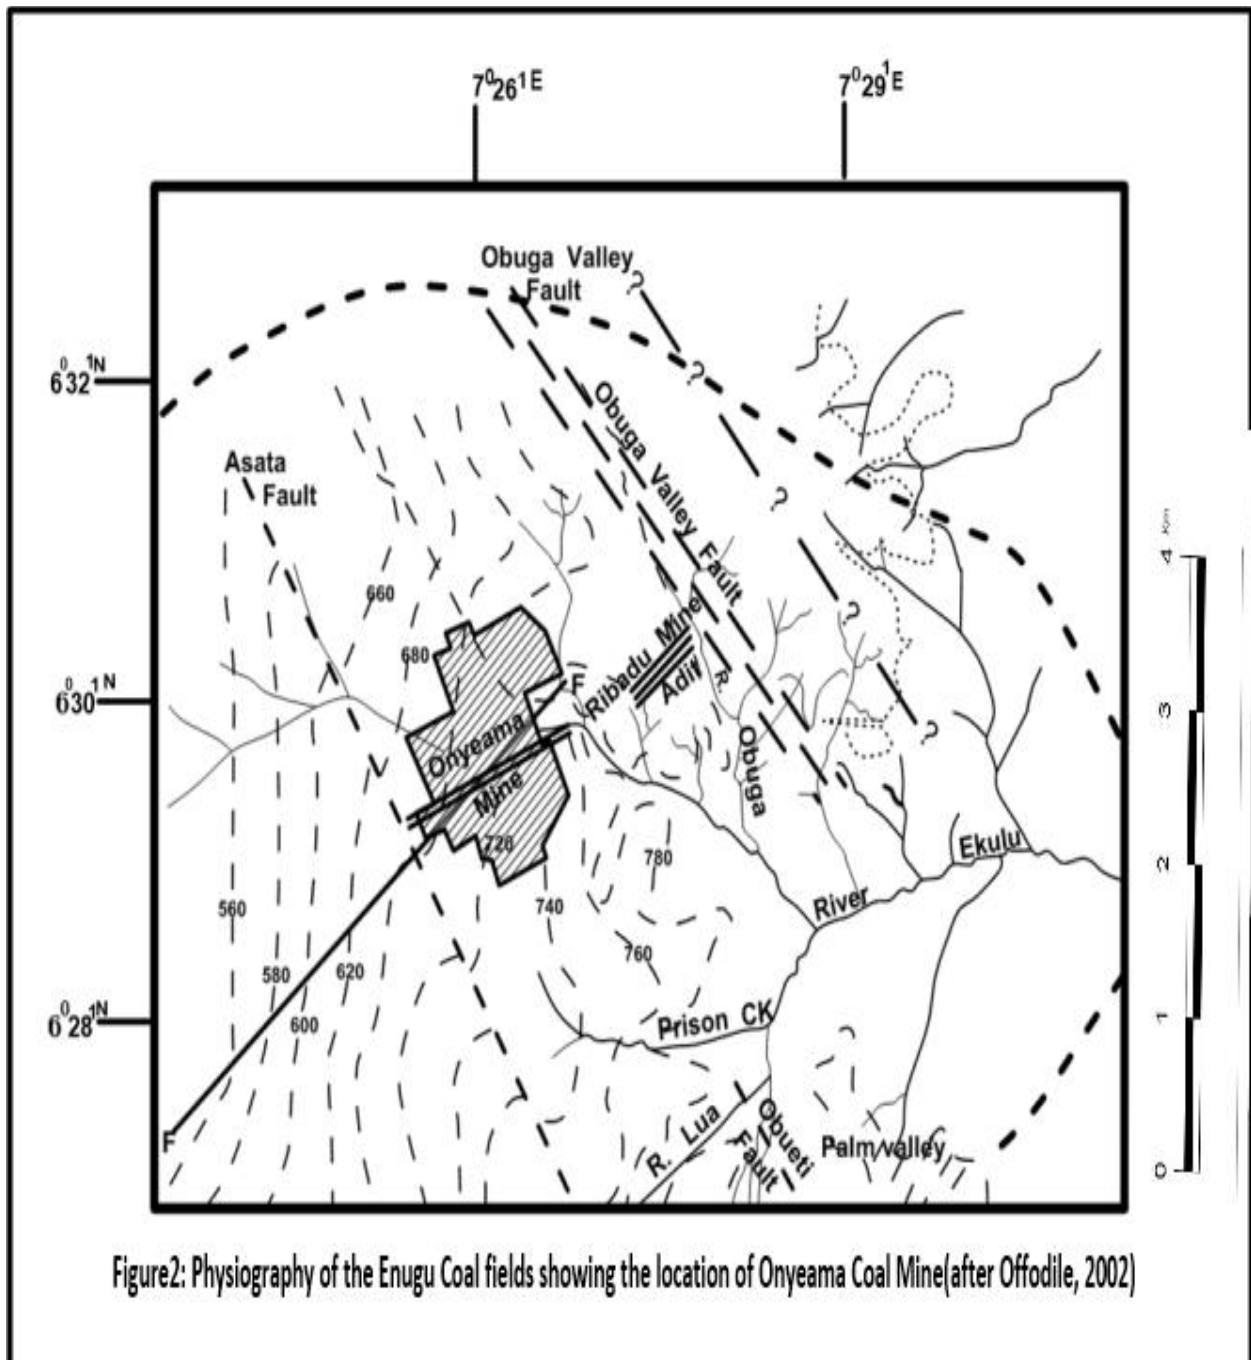 7⁰26¹E
7⁰29¹E
Obuga Valley
Fault
?
6⁰32¹N
?
Obuga Valley Fault
Asata
Fault
?
4 Km
660
?
680
Ribadu Mine
Adit
6⁰30¹N
F
R. Obuga
3
?
Onyeama
Mine
720
780
Ekulu
2
560
740
River
760
580
620
600
6⁰28¹N
Prison CK
1
R. Lua
Obueti
Fault
Palm valley
F
0
Figure2: Physiography of the Enugu Coal fields showing the location of Onyeama Coal Mine(after Offodile, 2002)